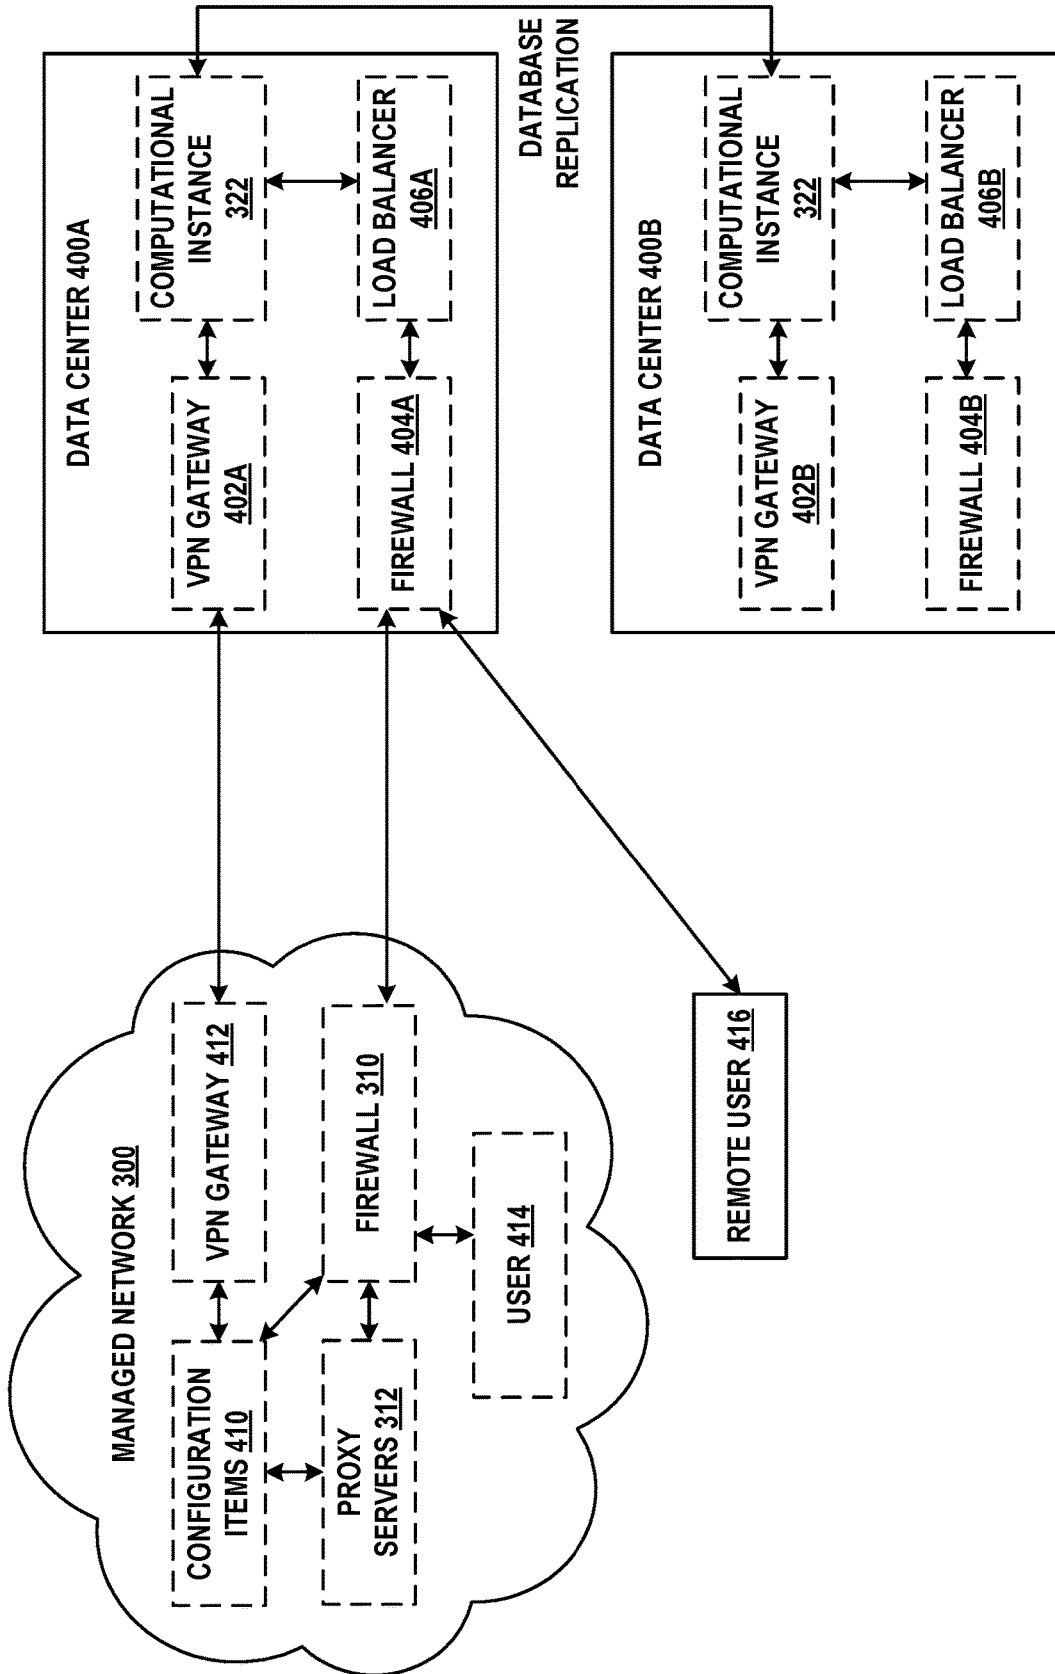 MANAGED NETWORK 300
CONFIGURATION
ITEMS 410
VPN GATEWAY 412
PROXY
SERVERS 312
FIREWALL 310
USER 414
REMOTE USER 416
DATA CENTER 400A
VPN GATEWAY
402A
COMPUTATIONAL
INSTANCE
322
FIREWALL 404A
LOAD BALANCER
406A
DATABASE
REPLICATION
DATA CENTER 400B
VPN GATEWAY
402B
COMPUTATIONAL
INSTANCE
322
FIREWALL 404B
LOAD BALANCER
406B